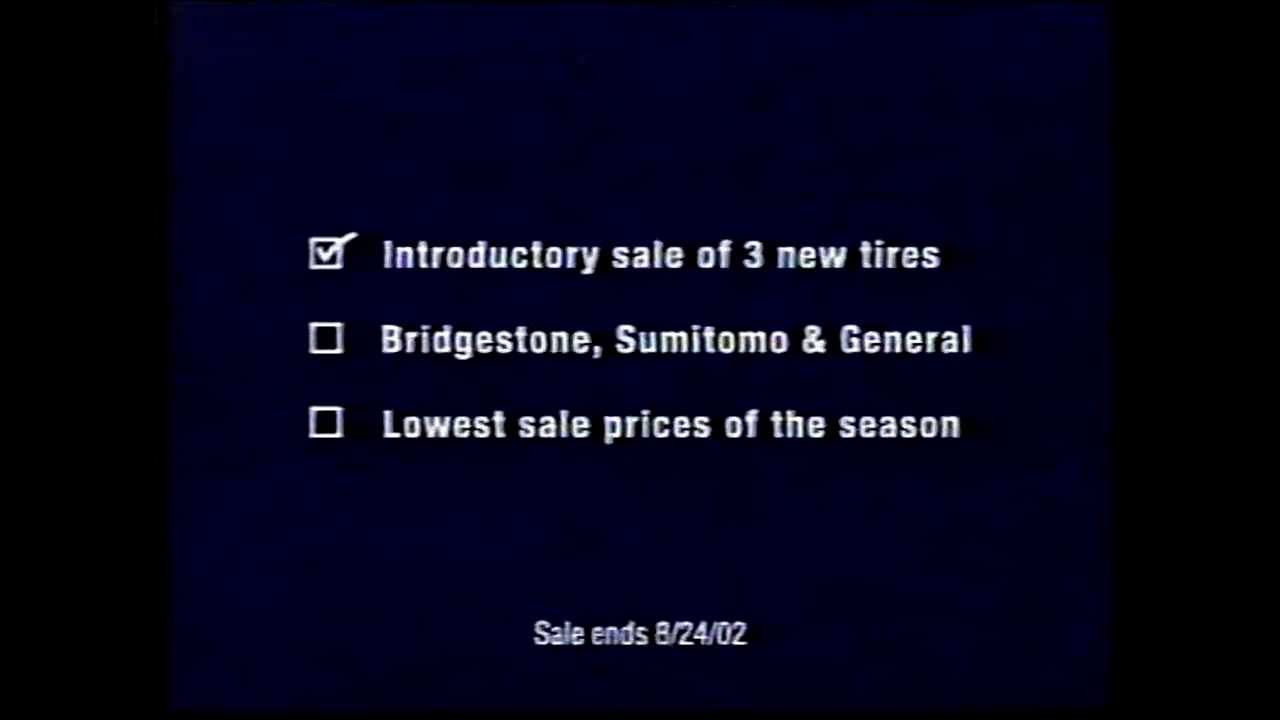 Introductory sale of 3 new tires
Bridgestone, Sumitomo & General
Lowest sale prices of the season
Sale ends 8/24/02